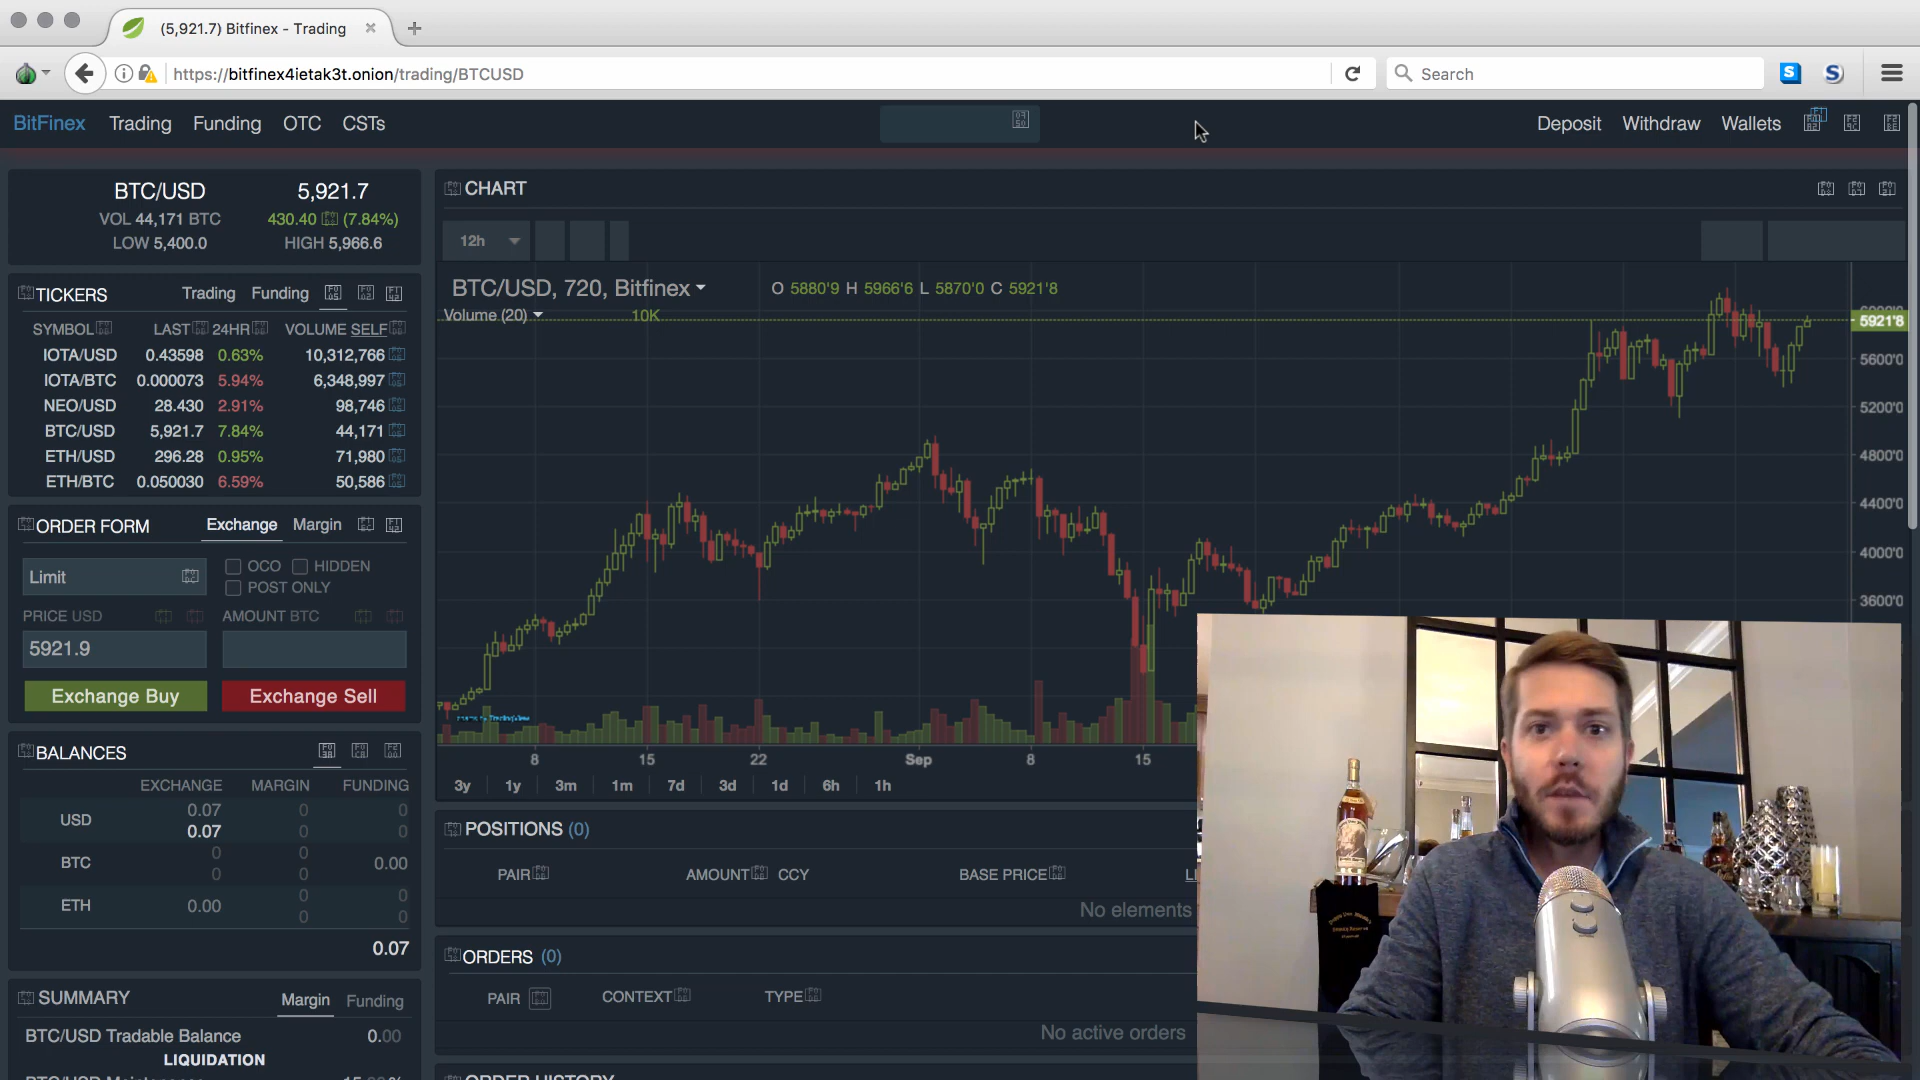 (5,921.7) Bitfinex - Trading
https://bitfinex4ietak3t.onion/trading/BTCUSD
Search
BitFinex Trading Funding OTC CSTs
Deposit Withdraw Wallets
BTC/USD 5,921.7
VOL 44,171 BTC 430.40 (7.84%)
LOW 5,400.0 HIGH 5,966.6
TICKERS Trading Funding
SYMBOL LAST 24HR VOLUME SELF
IOTA/USD 0.43598 0.63% 10,312,766
IOTA/BTC 0.000073 5.94% 6,348,997
NEO/USD 28.430 2.91% 98,746
BTC/USD 5,921.7 7.84% 44,171
ETH/USD 296.28 0.95% 71,980
ETH/BTC 0.050030 6.59% 50,586
ORDER FORM Exchange Margin
Limit OCO HIDDEN
POST ONLY
PRICE USD AMOUNT BTC
5921.9
Exchange Buy Exchange Sell
BALANCES
EXCHANGE MARGIN FUNDING
USD 0.07 0 0
0.07 0 0
BTC 0 0 0.00
0 0
ETH 0.00 0 0
0 0
0.07
SUMMARY Margin Funding
BTC/USD Tradable Balance 0.00
LIQUIDATION
CHART
12h
BTC/USD, 720, Bitfinex O 5880'9 H 5966'6 L 5870'0 C 5921'8
Volume (20) 10K
5921'8
5600'0
5200'0
4800'0
4400'0
4000'0
3600'0
8 15 22 Sep 8 15
3y 1y 3m 1m 7d 3d 1d 6h 1h
POSITIONS (0)
PAIR AMOUNT CCY BASE PRICE
No elements
ORDERS (0)
PAIR CONTEXT TYPE
No active orders
ORDER HISTORY